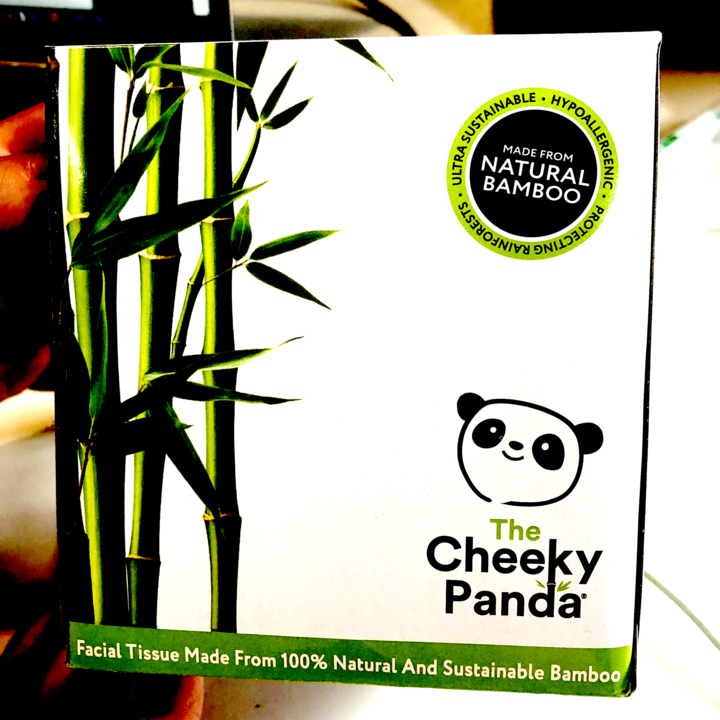 ULTRA SUSTAINABLE • HYPOALLERGENIC • PROTECTING RAINFORESTS •
MADE FROM
NATURAL
BAMBOO
The
Cheeky
Panda®
Facial Tissue Made From 100% Natural And Sustainable Bamboo